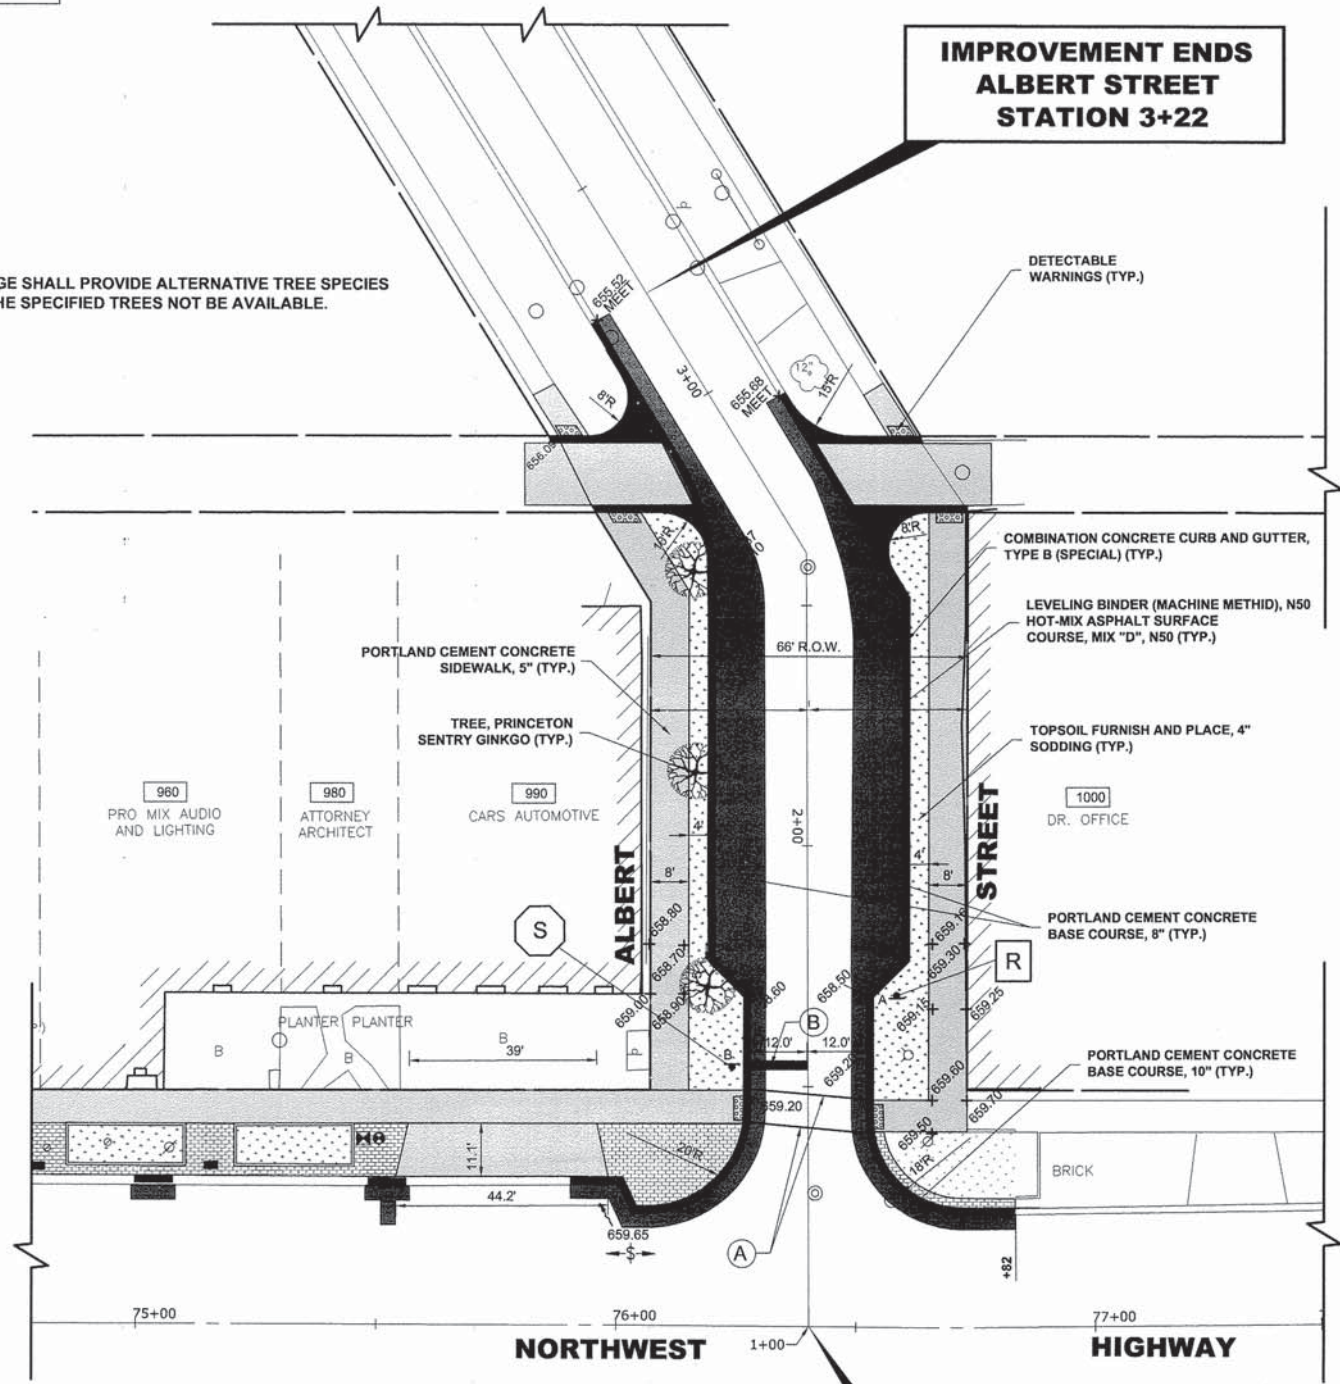 IMPROVEMENT ENDS
ALBERT STREET
STATION 3+22
GE SHALL PROVIDE ALTERNATIVE TREE SPECIES
HE SPECIFIED TREES NOT BE AVAILABLE.
DETECTABLE
WARNINGS (TYP.)
655.52
MEET
3+00
655.68
MEET
12"
15'R
8'R
656.09
15'R
8'R
COMBINATION CONCRETE CURB AND GUTTER,
TYPE B (SPECIAL) (TYP.)
LEVELING BINDER (MACHINE METHID), N50
HOT-MIX ASPHALT SURFACE
COURSE, MIX "D", N50 (TYP.)
66' R.O.W.
PORTLAND CEMENT CONCRETE
SIDEWALK, 5" (TYP.)
TREE, PRINCETON
SENTRY GINKGO (TYP.)
TOPSOIL FURNISH AND PLACE, 4"
SODDING (TYP.)
960
PRO MIX AUDIO
AND LIGHTING
980
ATTORNEY
ARCHITECT
990
CARS AUTOMOTIVE
1000
DR. OFFICE
2+00
4'
8'
4'
8'
ALBERT
STREET
S
R
PORTLAND CEMENT CONCRETE
BASE COURSE, 8" (TYP.)
658.80
658.70
659.00
658.90
658.50
659.16
659.30
659.15
659.25
A
PLANTER
PLANTER
B
B
B
39'
B
B
12.0'
12.0'
659.20
659.20
659.60
659.70
659.50
PORTLAND CEMENT CONCRETE
BASE COURSE, 10" (TYP.)
11.1'
44.2'
20'R
18'R
BRICK
659.65
$
A
+82
75+00
76+00
77+00
1+00
NORTHWEST
HIGHWAY